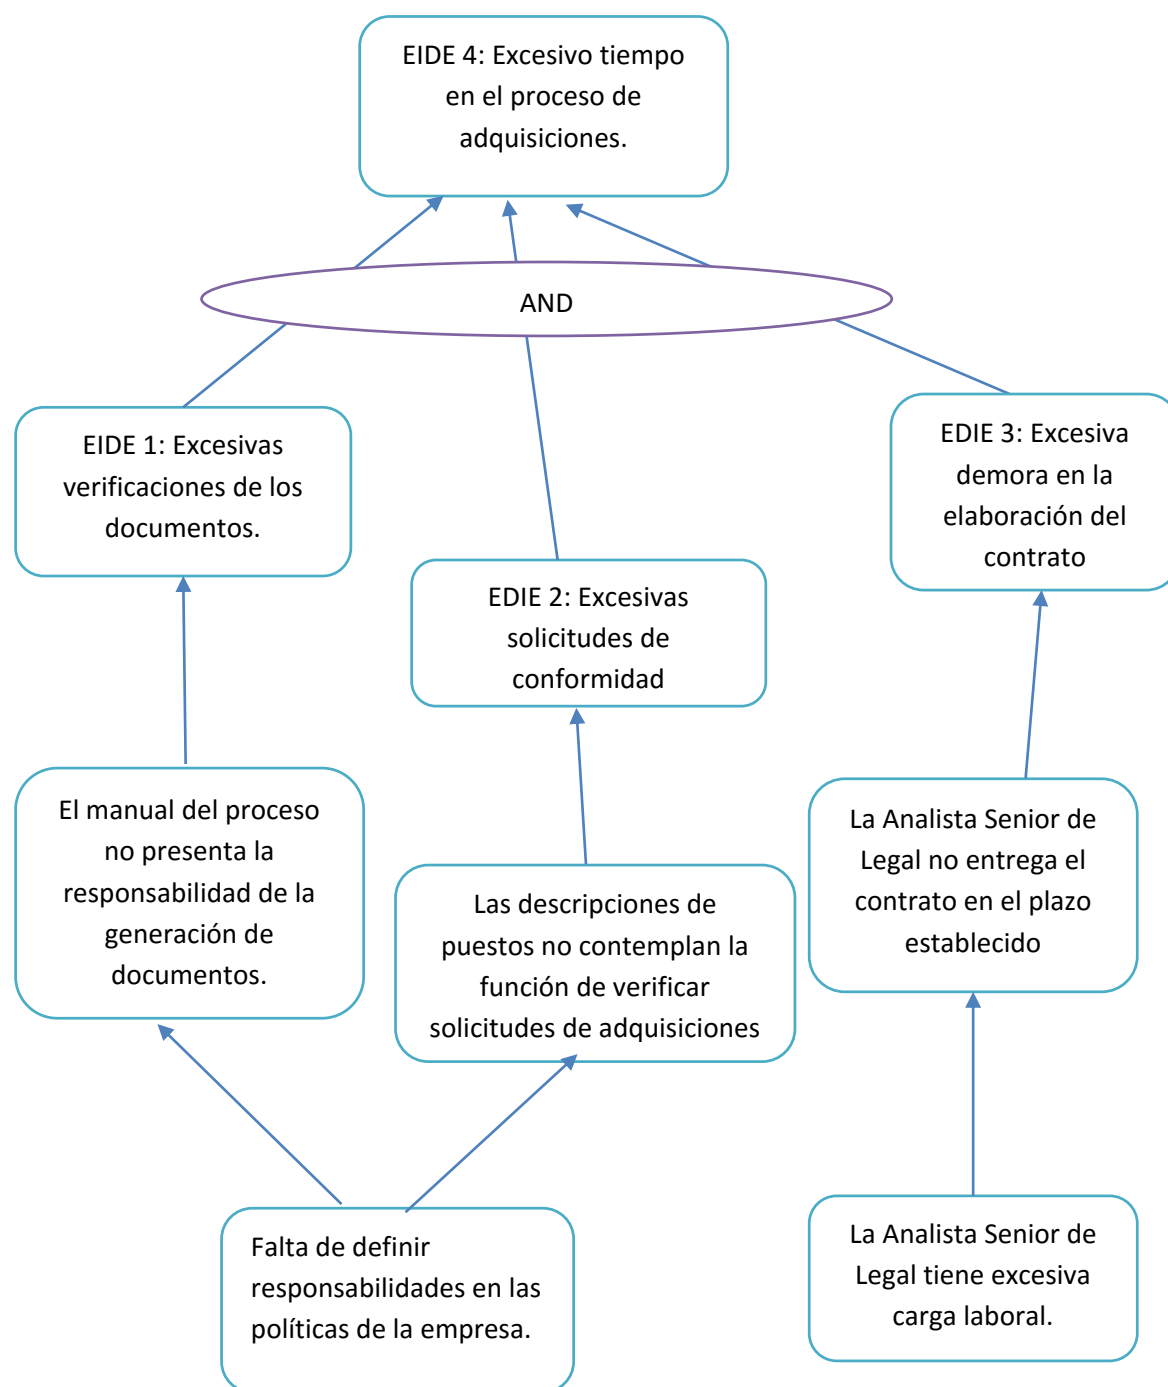 EIDE 4: Excesivo tiempo
en el proceso de
adquisiciones.
AND
EIDE 1: Excesivas
verificaciones de los
documentos.
EDIE 2: Excesivas
solicitudes de
conformidad
EDIE 3: Excesiva
demora en la
elaboración del
contrato
El manual del proceso
no presenta la
responsabilidad de la
generación de
documentos.
Las descripciones de
puestos no contemplan la
función de verificar
solicitudes de adquisiciones
La Analista Senior de
Legal no entrega el
contrato en el plazo
establecido
Falta de definir
responsabilidades en las
políticas de la empresa.
La Analista Senior de
Legal tiene excesiva
carga laboral.